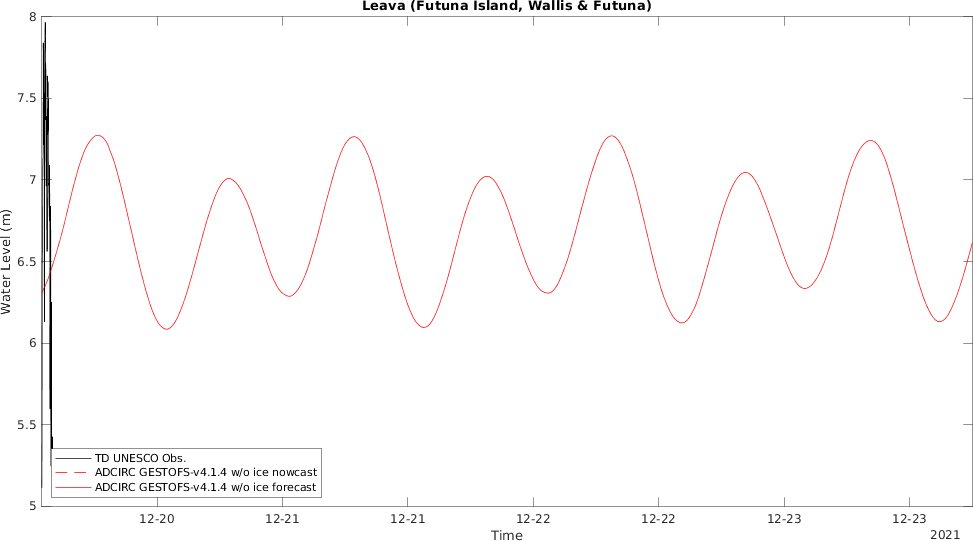 Leava (Futuna Island, Wallis & Futuna)
8
7.5
7
6.5
6
5.5
5
Water Level (m)
TD UNESCO Obs.
ADCIRC GESTOFS-v4.1.4 w/o ice nowcast
ADCIRC GESTOFS-v4.1.4 w/o ice forecast
12-20 12-21 12-21 12-22 12-22 12-23 12-23
Time
2021